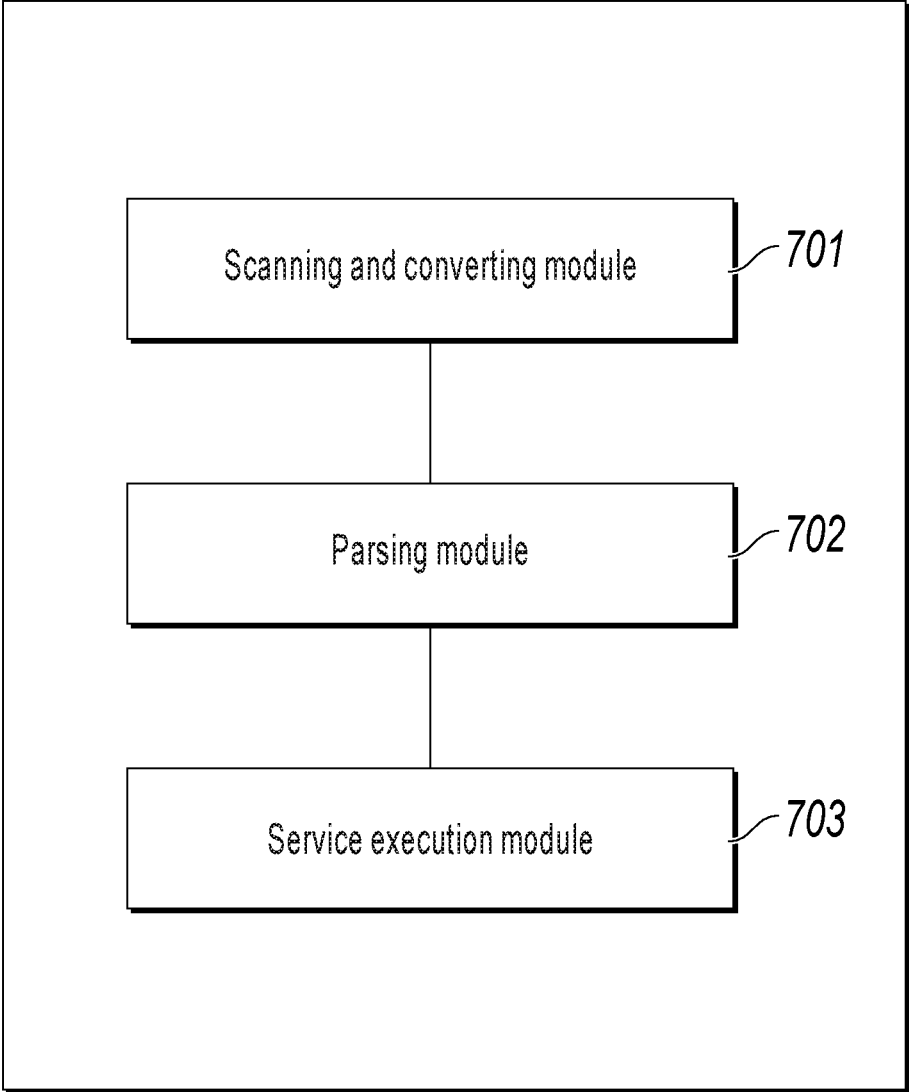 Scanning and converting module
701
Parsing module
702
Service execution module
703